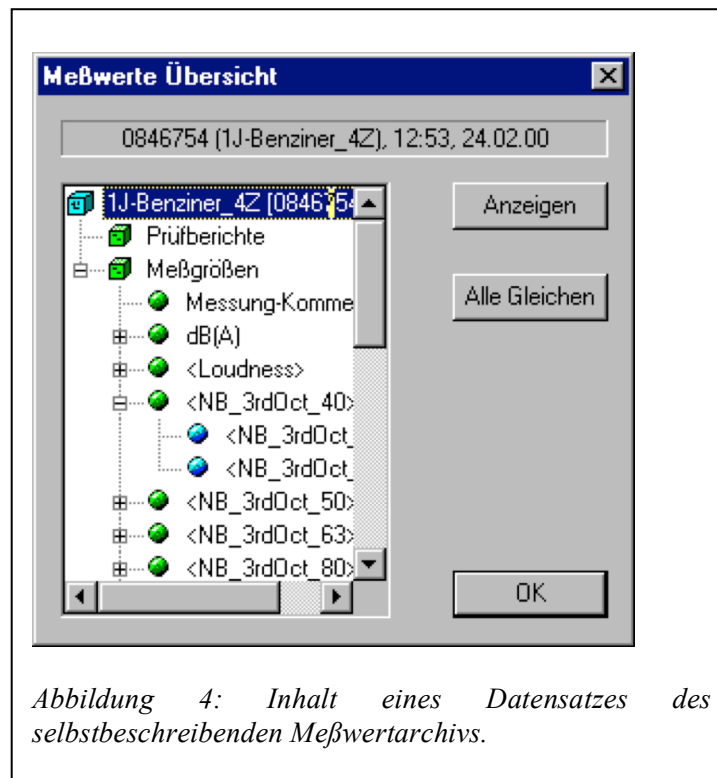 Meßwerte Übersicht
0846754 (1J-Benziner_4Z), 12:53, 24.02.00
1J-Benziner_4Z [0846754
Anzeigen
Prüfberichte
Meßgrößen
Alle Gleichen
Messung-Komme
dB(A)
<Loudness>
<NB_3rdOct_40>
<NB_3rdOct_
<NB_3rdOct_
<NB_3rdOct_50>
<NB_3rdOct_63>
<NB_3rdOct_80>
OK
Abbildung 4: Inhalt eines Datensatzes des
selbstbeschreibenden Meßwertarchivs.